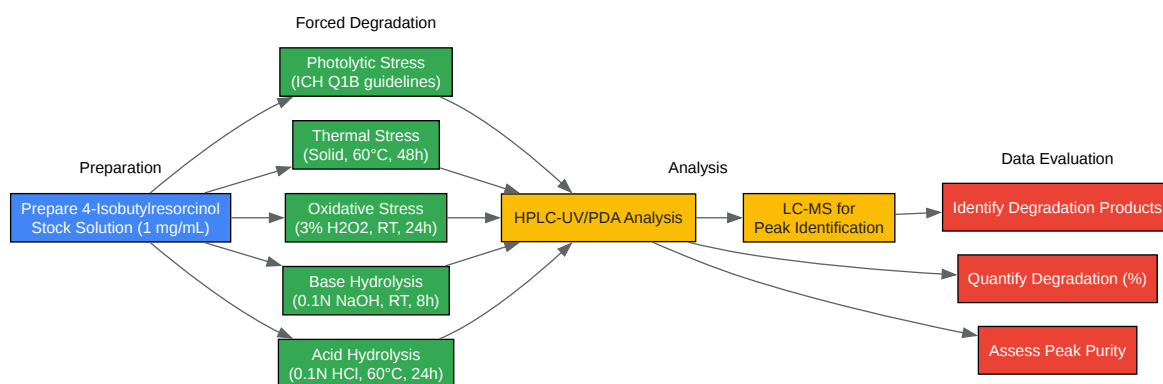 Forced Degradation
Photolytic Stress
(ICH Q1B guidelines)
Thermal Stress
(Solid, 60°C, 48h)
Preparation
Analysis
Data Evaluation
Prepare 4-Isobutylresorcinol
Stock Solution (1 mg/mL)
Oxidative Stress
(3% H2O2, RT, 24h)
HPLC-UV/PDA Analysis
LC-MS for
Peak Identification
Identify Degradation Products
Base Hydrolysis
(0.1N NaOH, RT, 8h)
Quantify Degradation (%)
Acid Hydrolysis
(0.1N HCl, 60°C, 24h)
Assess Peak Purity